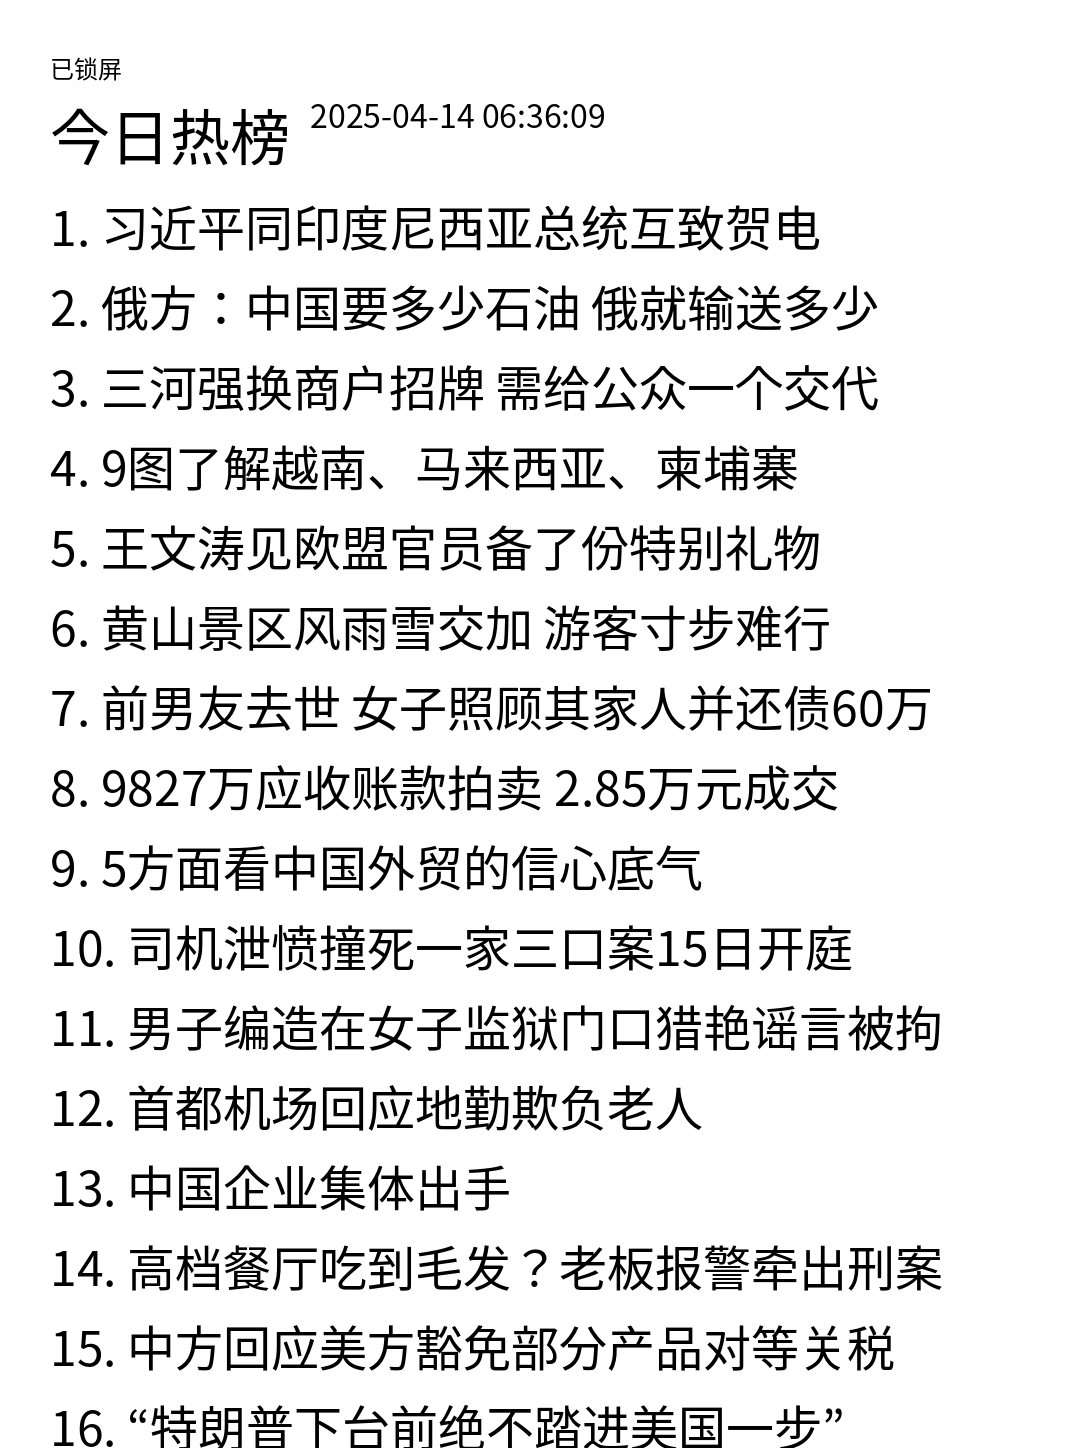 已锁屏
今日热榜 2025-04-14 06:36:09
1. 习近平同印度尼西亚总统互致贺电
2. 俄方：中国要多少石油 俄就输送多少
3. 三河强换商户招牌 需给公众一个交代
4. 9图了解越南、马来西亚、柬埔寨
5. 王文涛见欧盟官员备了份特别礼物
6. 黄山景区风雨雪交加 游客寸步难行
7. 前男友去世 女子照顾其家人并还债60万
8. 9827万应收账款拍卖 2.85万元成交
9. 5方面看中国外贸的信心底气
10. 司机泄愤撞死一家三口案15日开庭
11. 男子编造在女子监狱门口猎艳谣言被拘
12. 首都机场回应地勤欺负老人
13. 中国企业集体出手
14. 高档餐厅吃到毛发？老板报警牵出刑案
15. 中方回应美方豁免部分产品对等关税
16. “特朗普下台前绝不踏进美国一步”